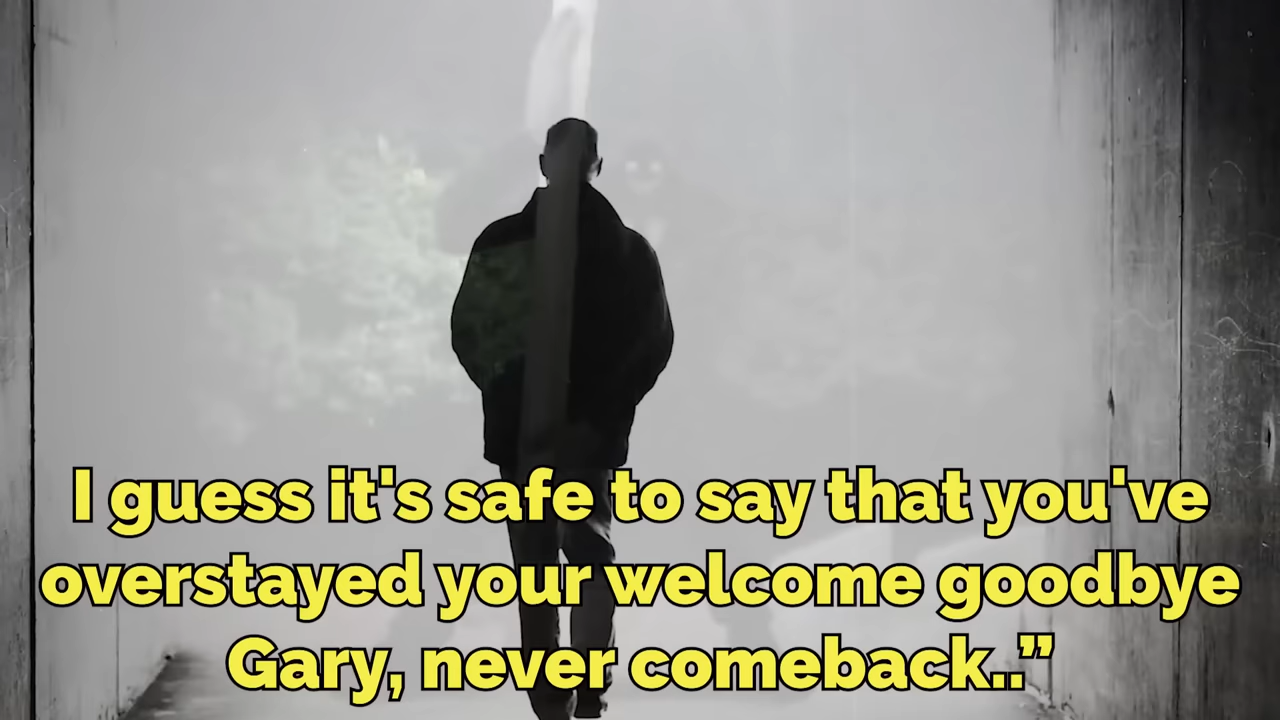 I guess it's safe to say that you've
overstayed your welcome goodbye
Gary, never comeback..”